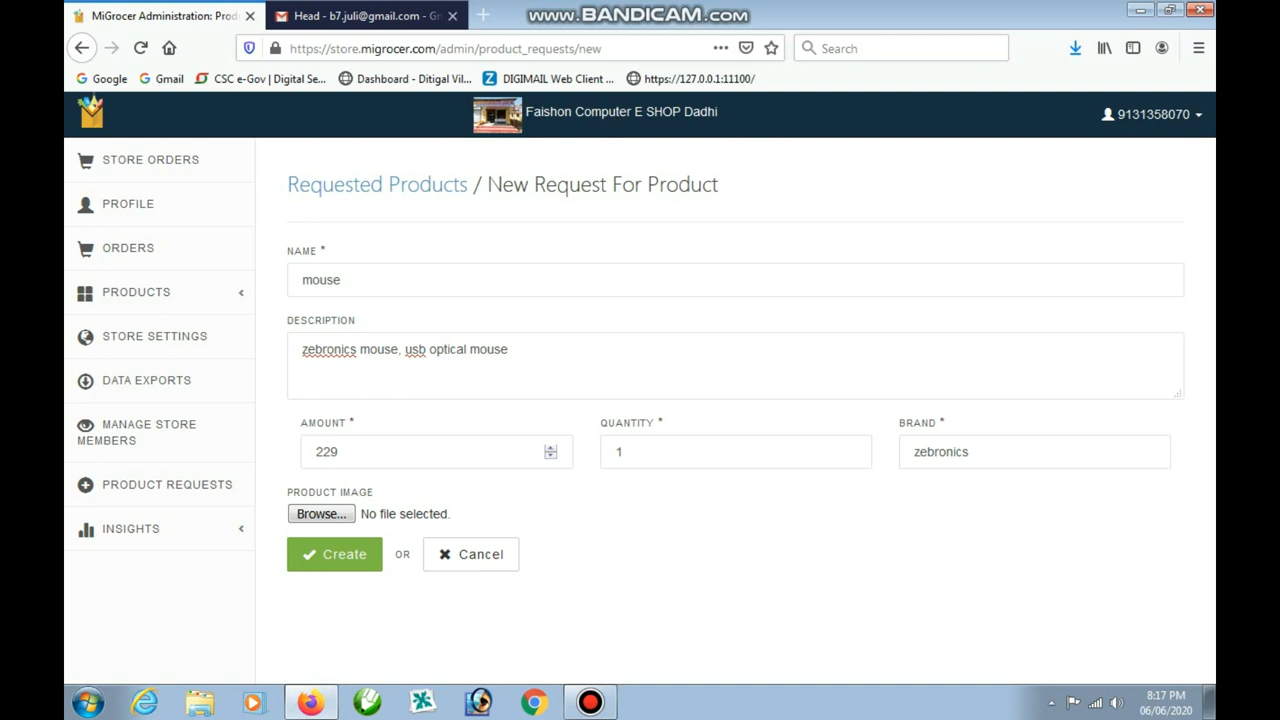 MiGrocer Administration: Prod
Head - b7.juli@gmail.com - Gm
www.BANDICAM.com
https://store.migrocer.com/admin/product_requests/new
Search
Google
Gmail
CSC e-Gov | Digital Se...
Dashboard - Ditigal Vil...
DIGIMAIL Web Client ...
https://127.0.0.1:11100/
Faishon Computer E SHOP Dadhi
9131358070
STORE ORDERS
PROFILE
ORDERS
PRODUCTS
STORE SETTINGS
DATA EXPORTS
MANAGE STORE
MEMBERS
PRODUCT REQUESTS
INSIGHTS
Requested Products / New Request For Product
NAME *
mouse
DESCRIPTION
zebronics mouse, usb optical mouse
AMOUNT *
QUANTITY *
BRAND *
229
1
zebronics
PRODUCT IMAGE
Browse... No file selected.
Create
OR
Cancel
8:17 PM
06/06/2020